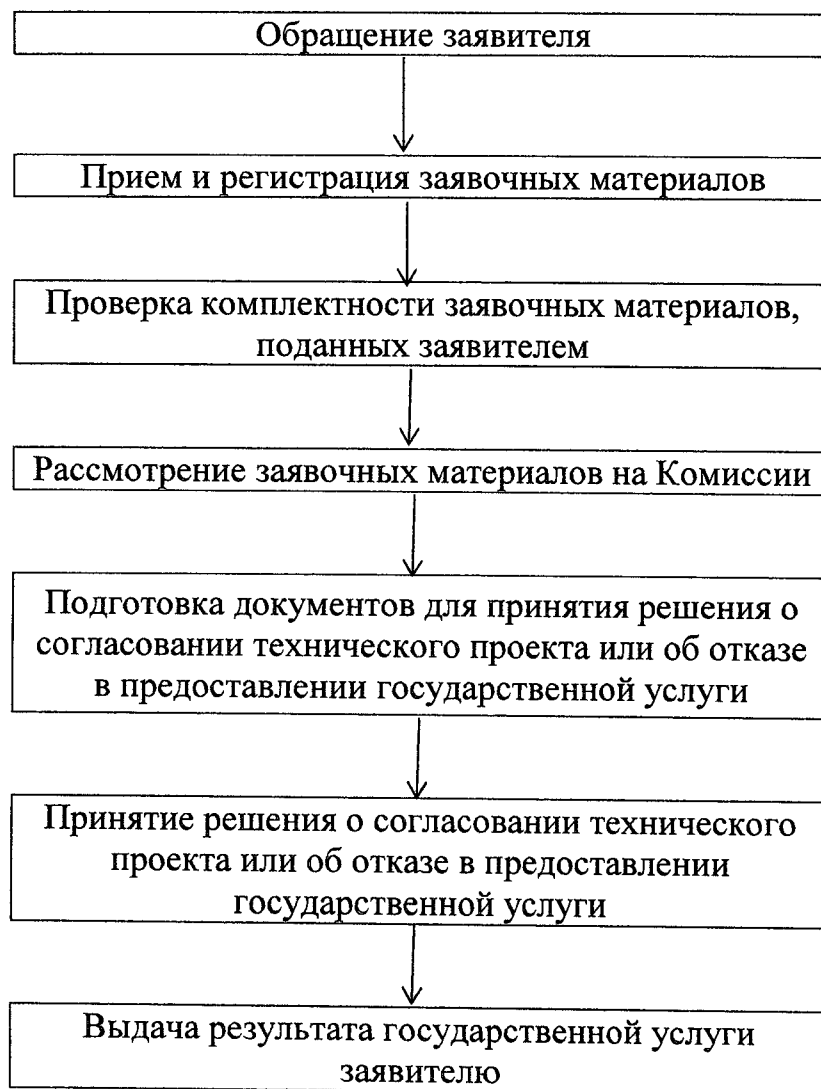 Обращение заявителя
Прием и регистрация заявочных материалов
Проверка комплектности заявочных материалов,
поданных заявителем
Рассмотрение заявочных материалов на Комиссии
Подготовка документов для принятия решения о
согласовании технического проекта или об отказе
в предоставлении государственной услуги
Принятие решения о согласовании технического
проекта или об отказе в предоставлении
государственной услуги
Выдача результата государственной услуги
заявителю